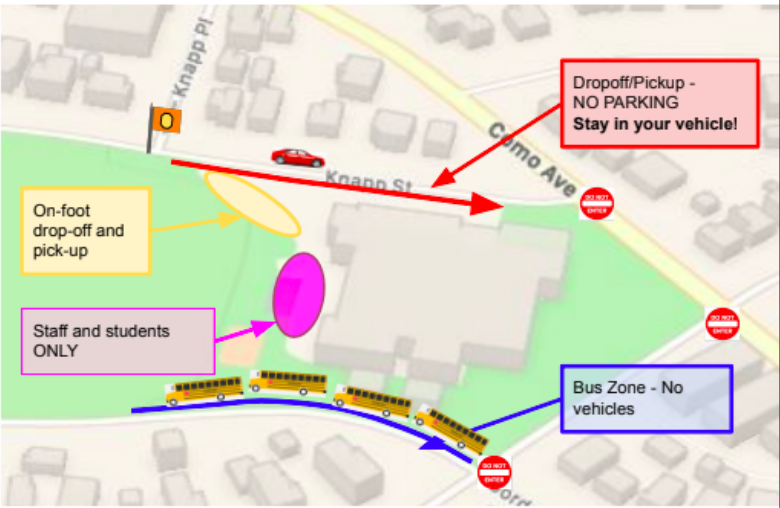 Knapp Pl
Dropoff/Pickup -
NO PARKING
Stay in your vehicle!
Como Ave
Knapp St
DO NOT
ENTER
On-foot
drop-off and
pick-up
DO NOT
ENTER
Staff and students
ONLY
Bus Zone - No
vehicles
DO NOT
ENTER